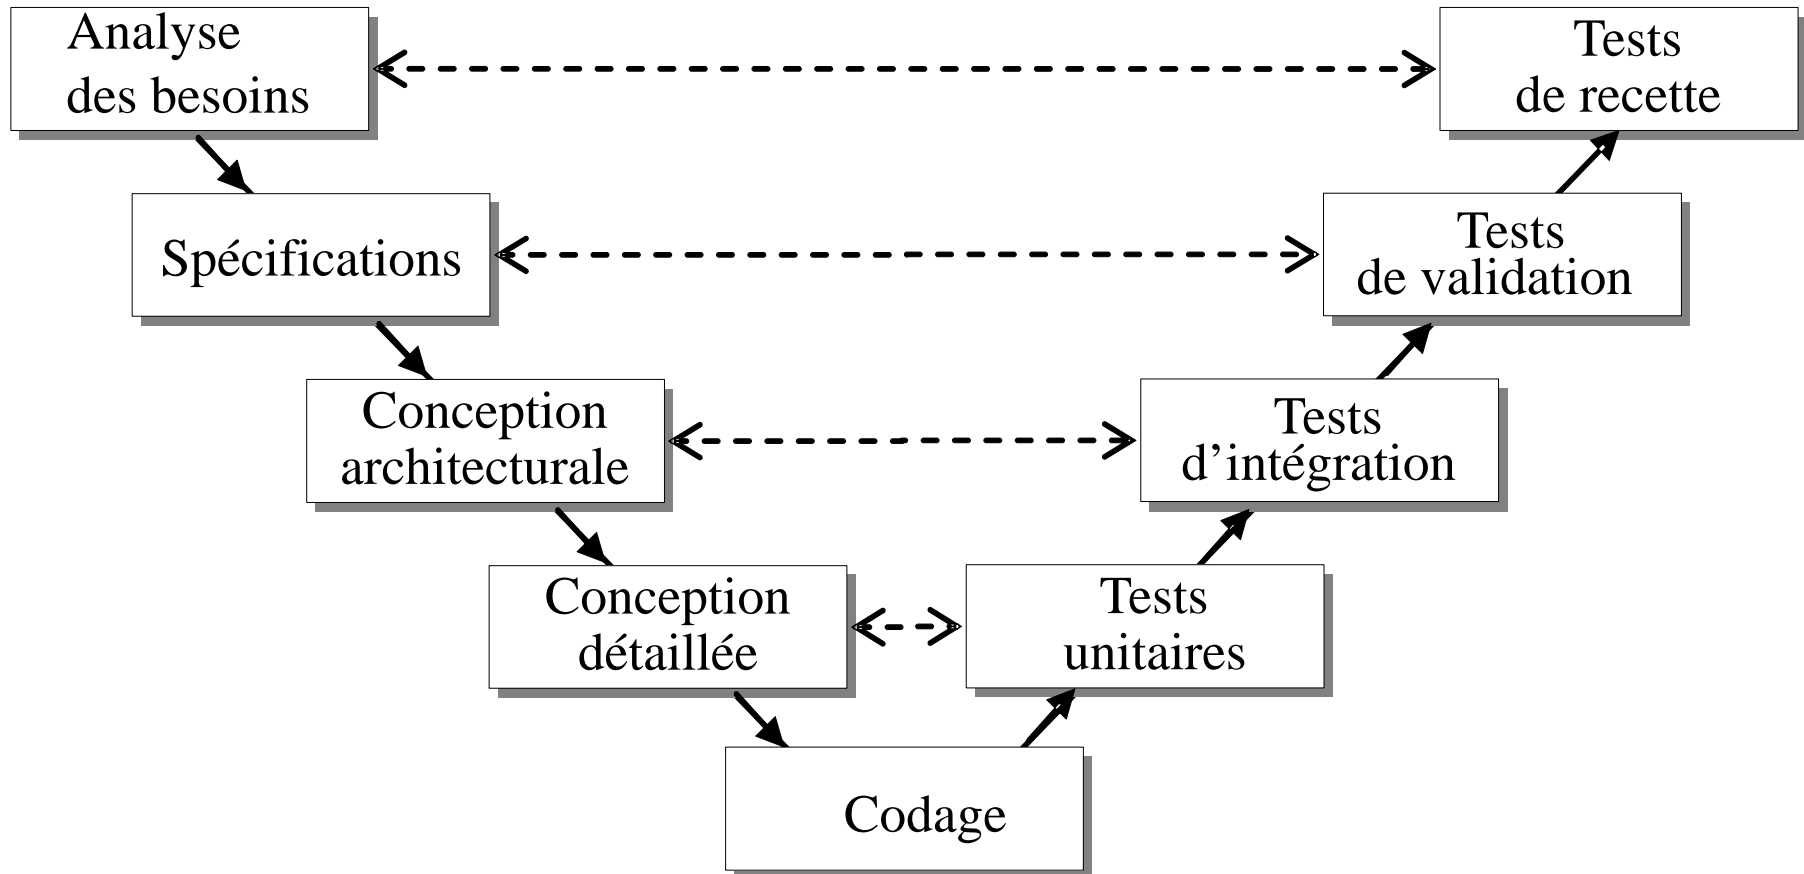 Analyse
des besoins
Tests
de recette
Spécifications
Tests
de validation
Conception
architecturale
Tests
d’intégration
Conception
détaillée
Tests
unitaires
Codage